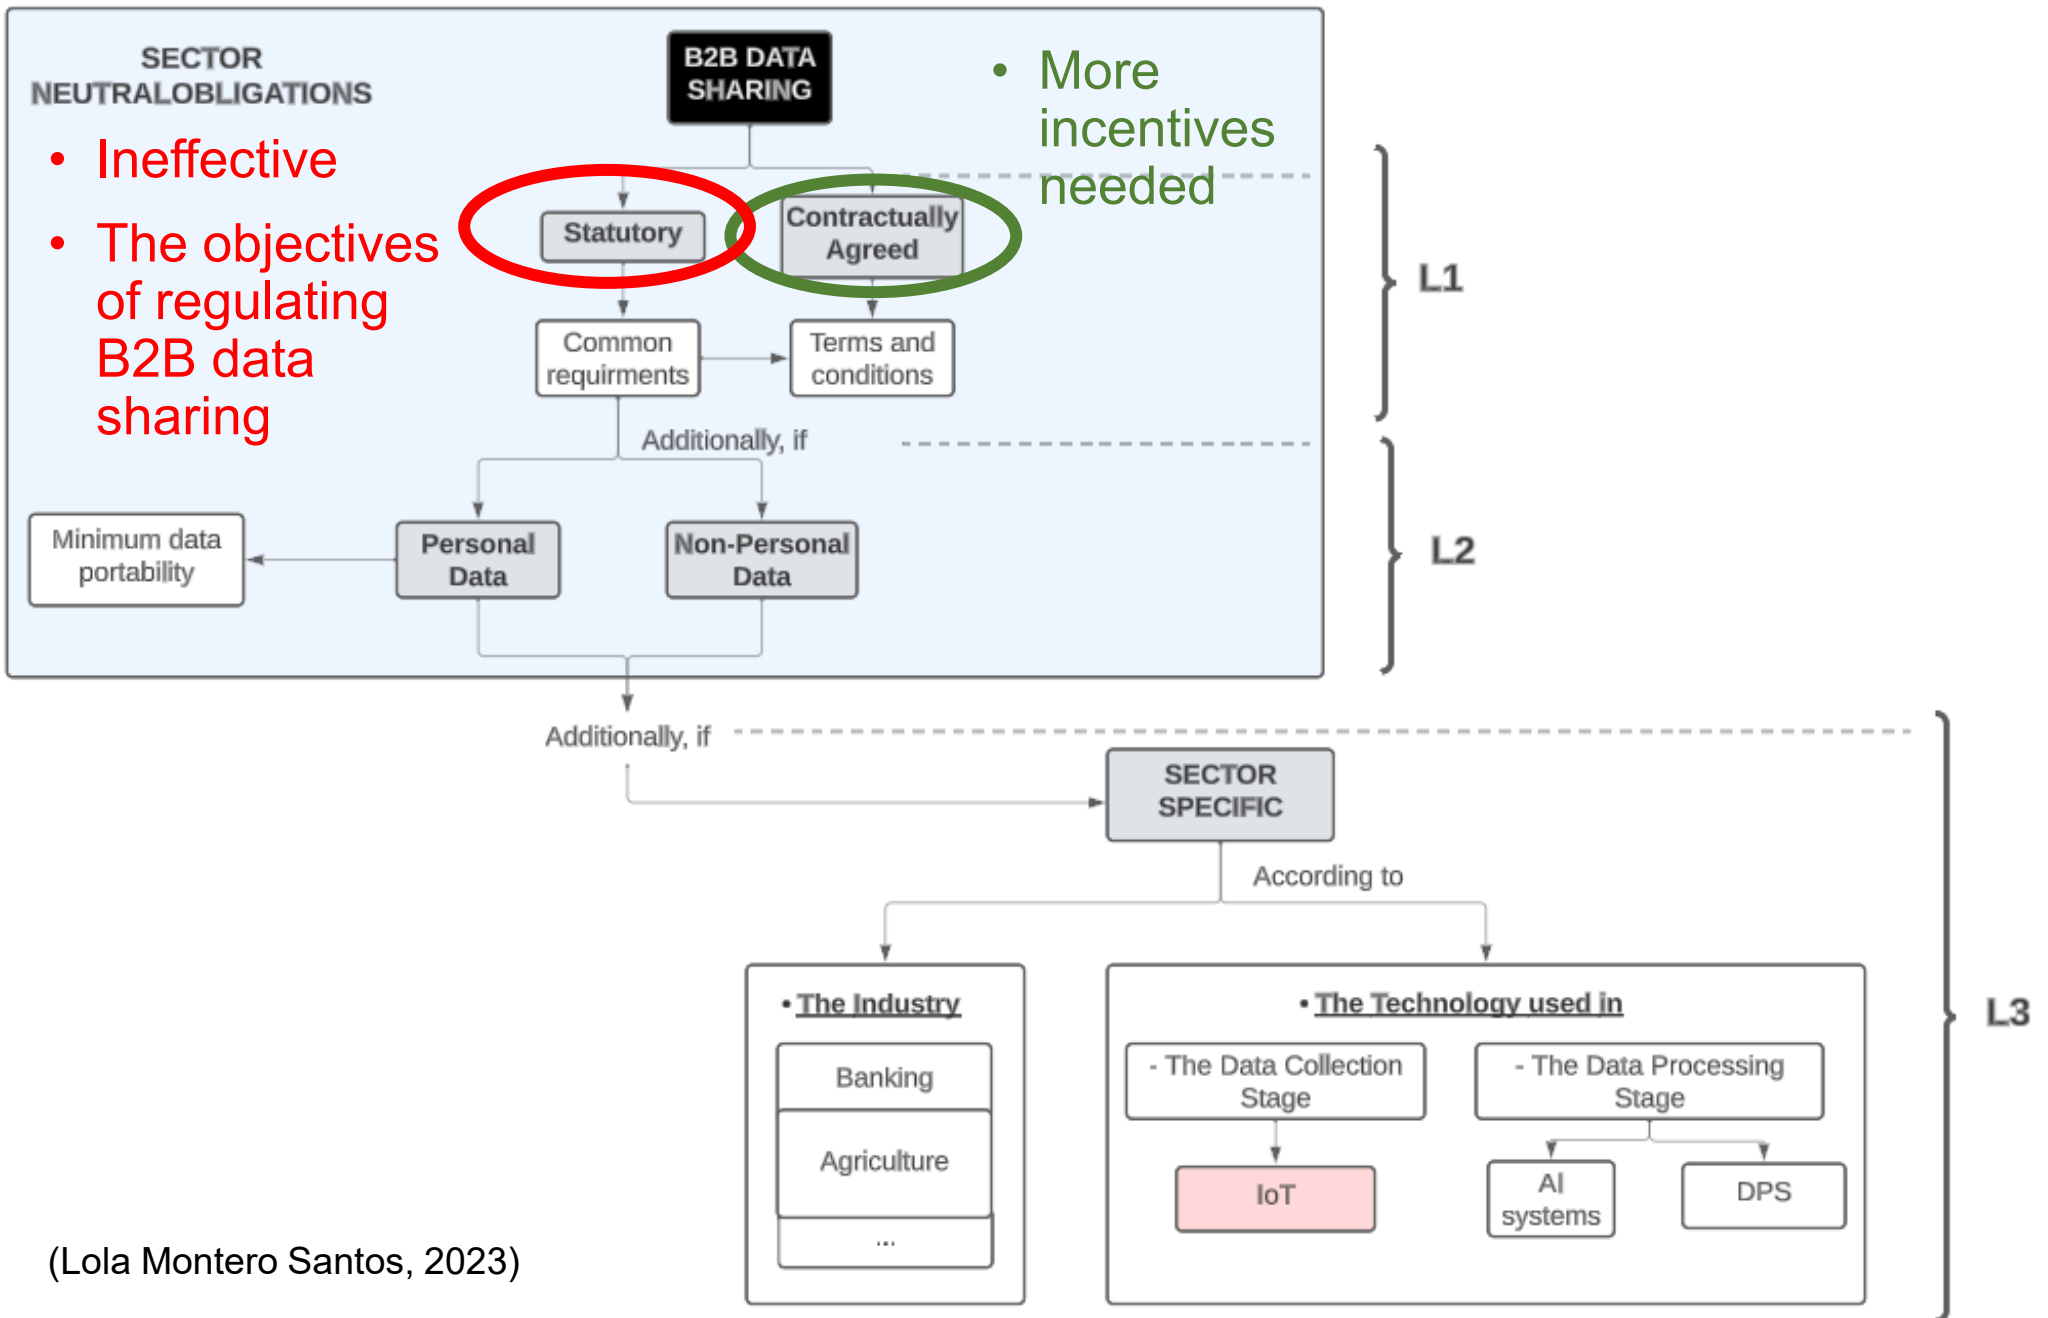 SECTOR
NEUTRALOBLIGATIONS
• Ineffective
• The objectives
of regulating
B2B data
sharing
B2B DATA
SHARING
• More
incentives
needed
Statutory
Contractually
Agreed
L1
Common
requirments
Terms and
conditions
Additionally, if
Minimum data
portability
Personal
Data
Non-Personal
Data
L2
Additionally, if
SECTOR
SPECIFIC
According to
• The Industry
Banking
Agriculture
...
• The Technology used in
- The Data Collection
Stage
IoT
- The Data Processing
Stage
AI
systems
DPS
L3
(Lola Montero Santos, 2023)